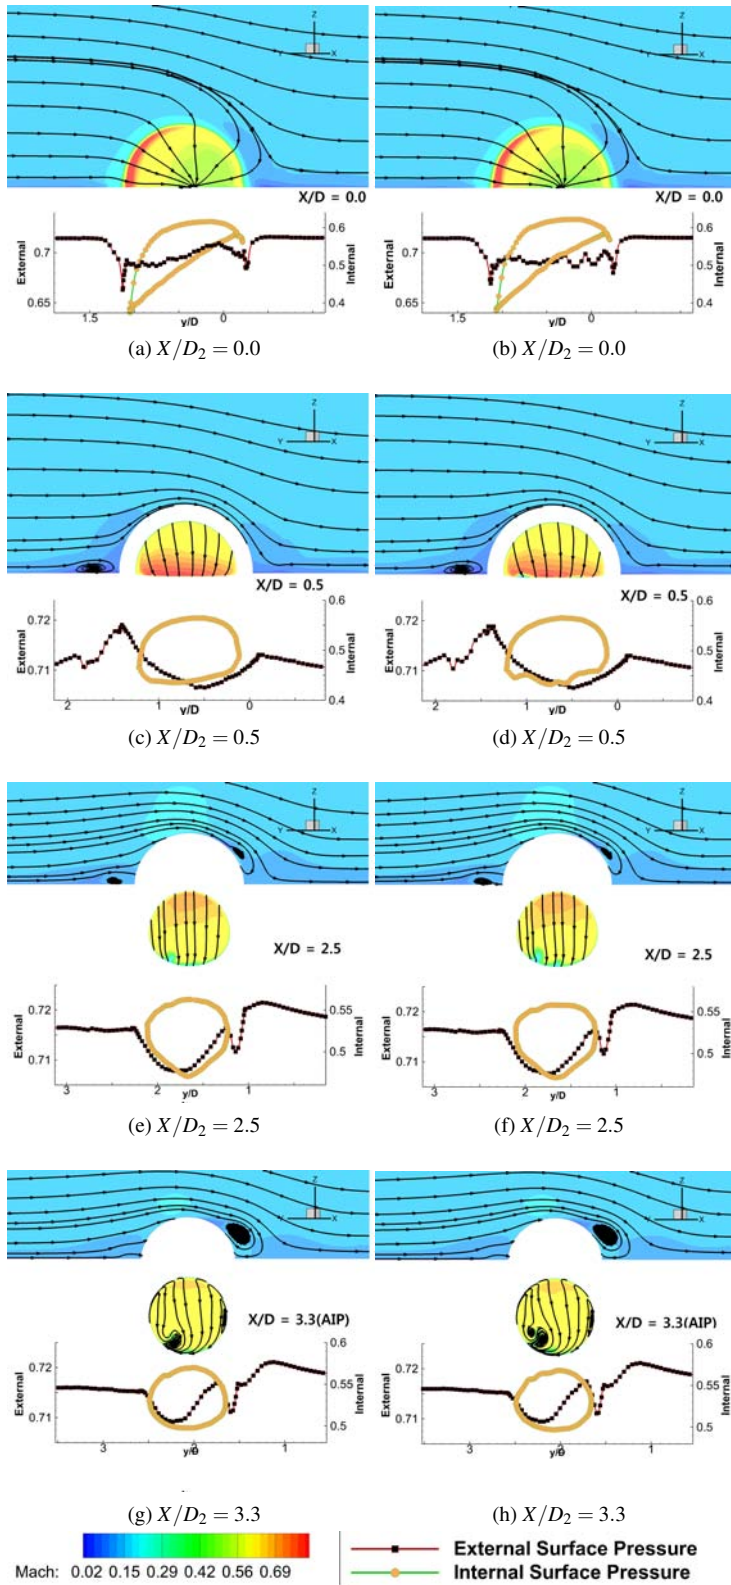 Z Z
Y X Y X
X/D = 0.0 X/D = 0.0
External 0.7 0.65 0.6 0.5 0.4 Internal External 0.7 0.65 0.6 0.5 0.4 Internal
1.5 y/D 0 1.5 y/D 0
(a) X/D₂ = 0.0 (b) X/D₂ = 0.0
Z Z
Y X Y X
X/D = 0.5 X/D = 0.5
External 0.72 0.71 0.6 0.5 0.4 Internal External 0.72 0.71 0.6 0.5 0.4 Internal
2 1 y/D 0 2 1 y/D 0
(c) X/D₂ = 0.5 (d) X/D₂ = 0.5
Z Z
Y X Y X
X/D = 2.5 X/D = 2.5
External 0.72 0.71 0.55 0.5 Internal External 0.72 0.71 0.55 0.5 Internal
3 2 y/D 1 3 2 y/D 1
(e) X/D₂ = 2.5 (f) X/D₂ = 2.5
Z Z
X X
X/D = 3.3(AIP) X/D = 3.3(AIP)
External 0.72 0.71 0.6 0.55 0.5 Internal External 0.72 0.71 0.6 0.55 0.5 Internal
3 y/D 1 3 y/D 1
(g) X/D₂ = 3.3 (h) X/D₂ = 3.3
External Surface Pressure
Mach: 0.02 0.15 0.29 0.42 0.56 0.69 Internal Surface Pressure